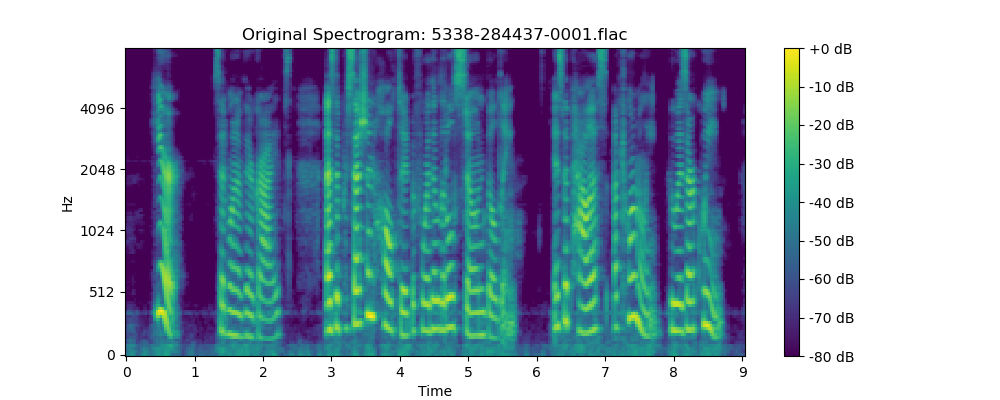 Original Spectrogram: 5338-284437-0001.flac
Hz
4096
2048
1024
512
0
0 1 2 3 4 5 6 7 8 9
Time
+0 dB
-10 dB
-20 dB
-30 dB
-40 dB
-50 dB
-60 dB
-70 dB
-80 dB